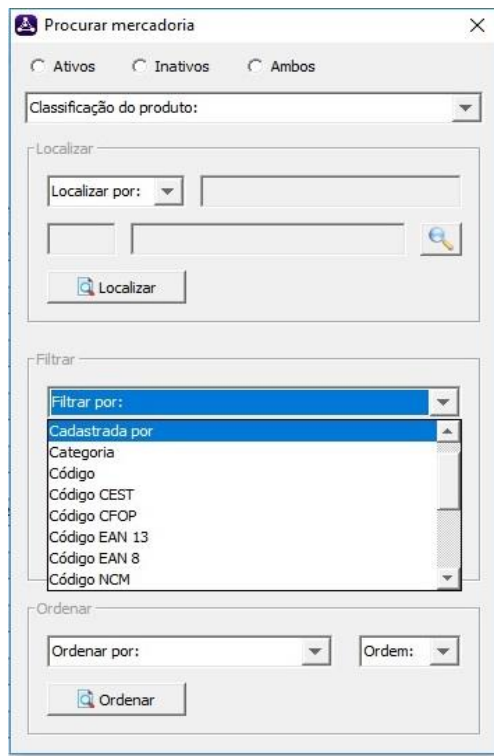 Procurar mercadoria
Ativos Inativos Ambos
Classificação do produto:
Localizar
Localizar por:
Localizar
Filtrar
Filtrar por:
Cadastrada por
Categoria
Código
Código CEST
Código CFOP
Código EAN 13
Código EAN 8
Código NCM
Ordenar
Ordenar por: Ordem:
Ordenar